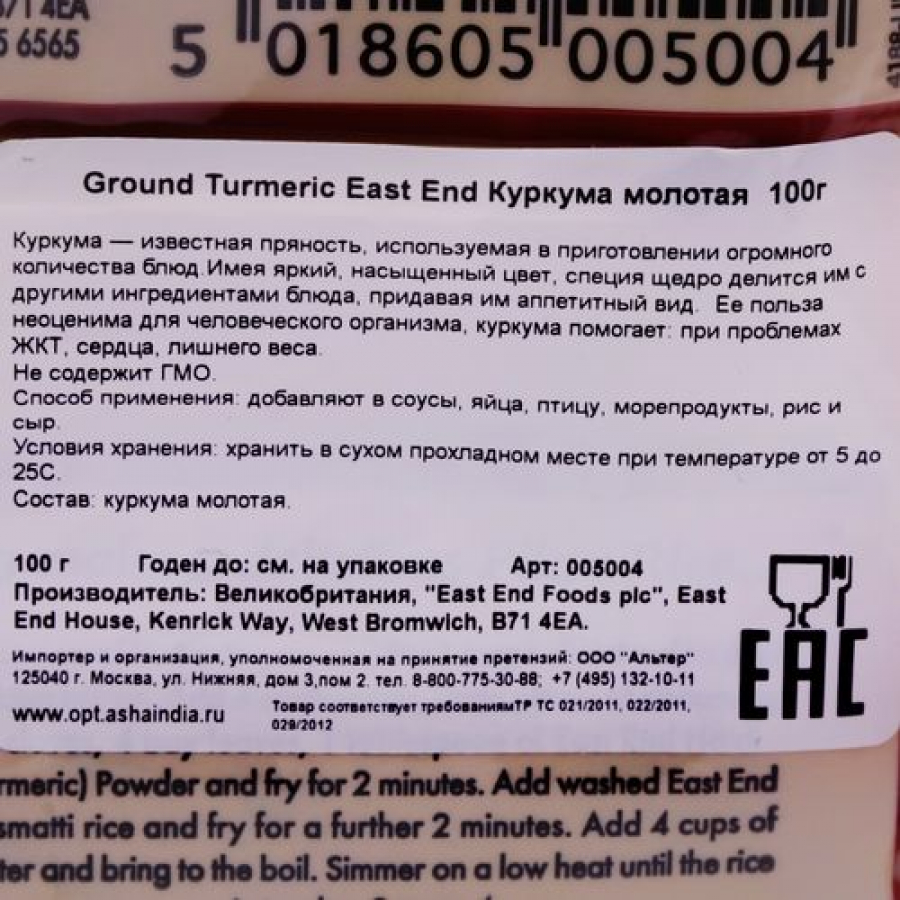 4EA
6565
5 018605 005004
Ground Turmeric East End Куркума молотая 100г
Куркума — известная пряность, используемая в приготовлении огромного
количества блюд.Имея яркий, насыщенный цвет, специя щедро делится им с
другими ингредиентами блюда, придавая им аппетитный вид. Ее польза
неоценима для человеческого организма, куркума помогает: при проблемах
ЖКТ, сердца, лишнего веса.
Не содержит ГМО.
Способ применения: добавляют в соусы, яйца, птицу, морепродукты, рис и
сыр.
Условия хранения: хранить в сухом прохладном месте при температуре от 5 до
25С.
Состав: куркума молотая.
100 г Годен до: см. на упаковке Арт: 005004
Производитель: Великобритания, "East End Foods plc", East
End House, Kenrick Way, West Bromwich, B71 4EA.
Импортер и организация, уполномоченная на принятие претензий: ООО "Альтер"
125040 г. Москва, ул. Нижняя, дом 3,пом 2. тел. 8-800-775-30-88; +7 (495) 132-10-11
www.opt.ashaindia.ru
Товар соответствует требованиямТР ТС 021/2011, 022/2011,
029/2012
EAC
rmeric) Powder and fry for 2 minutes. Add washed East End
smatti rice and fry for a further 2 minutes. Add 4 cups of
ter and bring to the boil. Simmer on a low heat until the rice